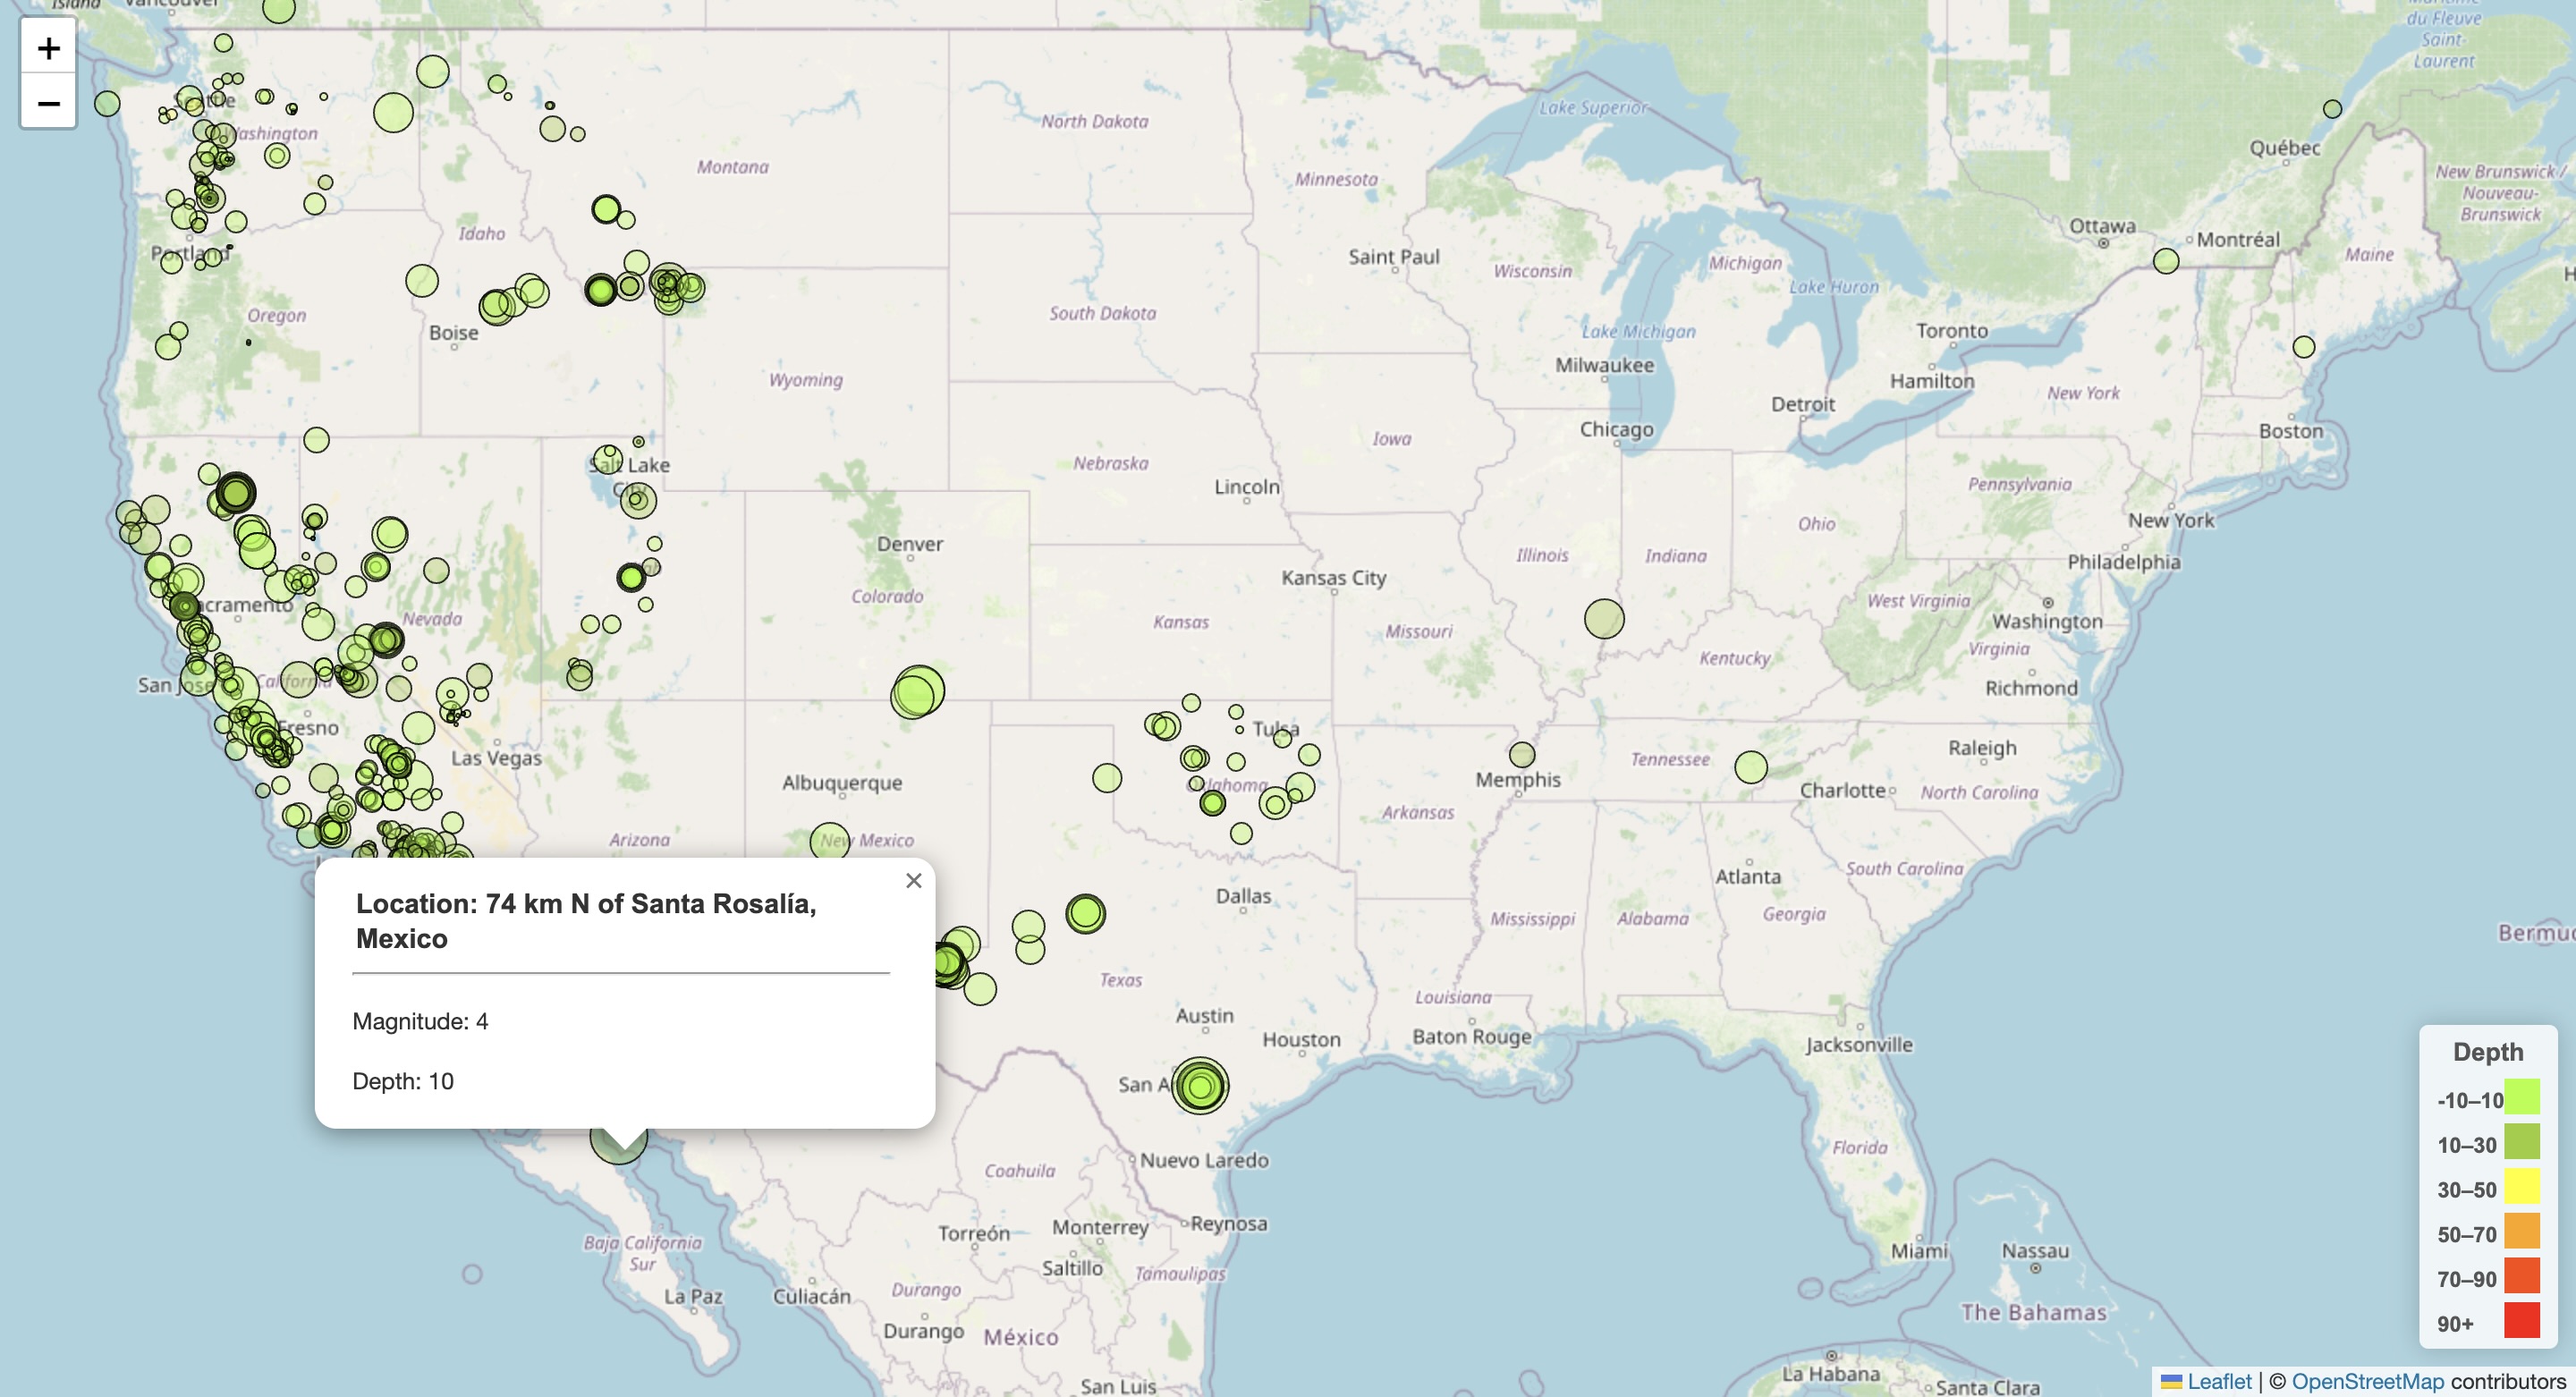 Island
Vancouver
+
−
Seattle
Washington
Portland
Oregon
Idaho
Boise
Montana
North Dakota
South Dakota
Minnesota
Saint Paul
Wisconsin
Lake Superior
Michigan
Lake Huron
Lake Michigan
Milwaukee
Detroit
Chicago
Toronto
Hamilton
Ottawa
Montréal
Québec
Maritime
du Fleuve
Saint-
Laurent
New Brunswick /
Nouveau-
Brunswick
Maine
New York
Boston
Wyoming
Nebraska
Iowa
Lincoln
Salt Lake
City
Denver
Colorado
Kansas City
Kansas
Missouri
Illinois
Indiana
Ohio
Pennsylvania
New York
Philadelphia
West Virginia
Washington
Virginia
Richmond
Kentucky
Nevada
San Jose
California
Fresno
Las Vegas
Arizona
Albuquerque
New Mexico
Tulsa
Oklahoma
Arkansas
Memphis
Tennessee
Charlotte
Raleigh
North Carolina
South Carolina
Atlanta
Georgia
Alabama
Mississippi
Dallas
Texas
Louisiana
Austin
Houston
Baton Rouge
Jacksonville
Florida
Miami
Nassau
The Bahamas
La Habana
Santa Clara
Location: 74 km N of Santa Rosalía,
Mexico
×
Magnitude: 4
Depth: 10
Coahuila
Nuevo Laredo
Torreón
Monterrey
Reynosa
Saltillo
Tamaulipas
Baja California
Sur
La Paz
Culiacán
Durango
Durango
México
San Luis
Depth
-10–10
10–30
30–50
50–70
70–90
90+
Leaflet | © OpenStreetMap contributors